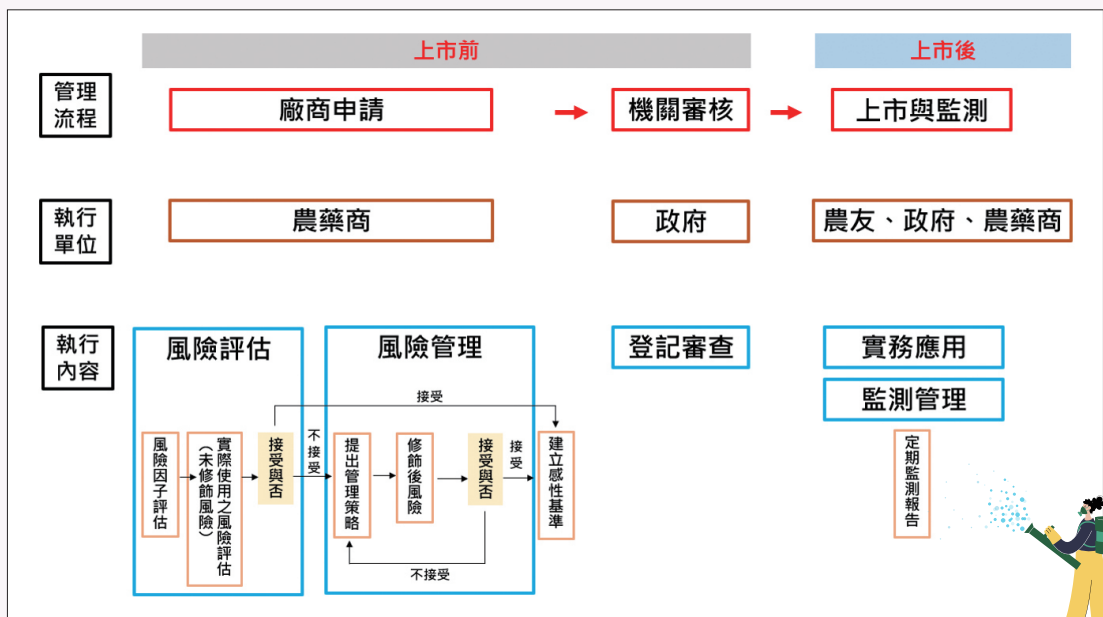 上市前
上市後
管理
流程
廠商申請
機關審核
上市與監測
執行
單位
農藥商
政府
農友、政府、農藥商
執行
內容
風險評估
風險管理
登記審查
實務應用
監測管理
接受
風險因子評估
實際使用之風險評估
（未修飾風險）
接受與否
不接受
提出管理策略
修飾後風險
接受與否
接受
建立感性基準
不接受
定期監測報告